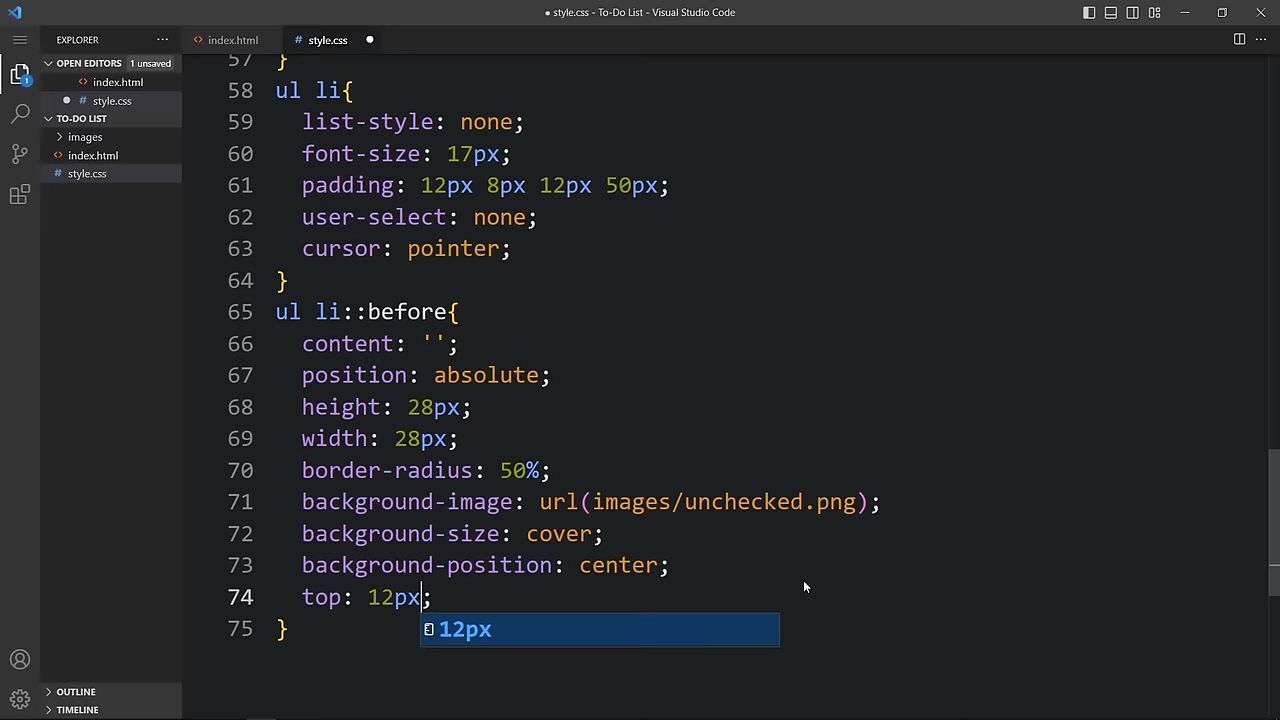 ● style.css - To-Do List - Visual Studio Code
EXPLORER
OPEN EDITORS 1 unsaved
<> index.html
● # style.css
TO-DO LIST
images
<> index.html
# style.css
OUTLINE
TIMELINE
1
<> index.html # style.css ●
57 }
58 ul li{
59 list-style: none;
60 font-size: 17px;
61 padding: 12px 8px 12px 50px;
62 user-select: none;
63 cursor: pointer;
64 }
65 ul li::before{
66 content: '';
67 position: absolute;
68 height: 28px;
69 width: 28px;
70 border-radius: 50%;
71 background-image: url(images/unchecked.png);
72 background-size: cover;
73 background-position: center;
74 top: 12px;
75 }
12px